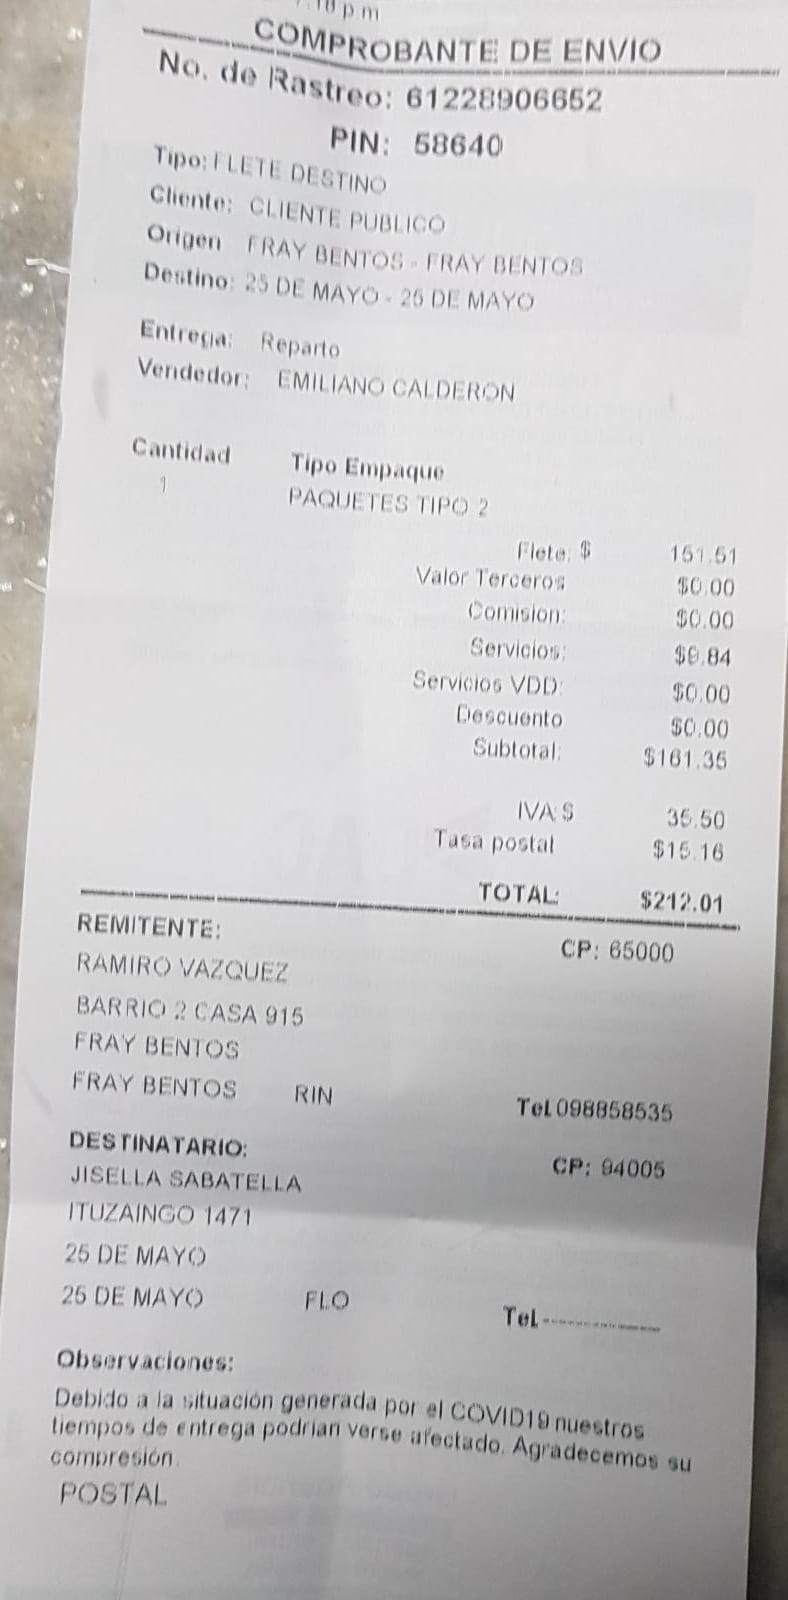 18 p m
COMPROBANTE DE ENVIO
No. de Rastreo: 61228906652
PIN: 58640
Tipo: FLETE DESTINO
Cliente: CLIENTE PUBLICO
Origen FRAY BENTOS - FRAY BENTOS
Destino: 25 DE MAYO - 25 DE MAYO
Entrega: Reparto
Vendedor: EMILIANO CALDERON
Cantidad Tipo Empaque
1 PAQUETES TIPO 2
Flete: $ 151.51
Valor Terceros $0.00
Comision: $0.00
Servicios: $9.84
Servicios VDD: $0.00
Descuento $0.00
Subtotal: $161.35
IVA: $ 35.50
Tasa postal $15.16
TOTAL: $212.01
REMITENTE: CP: 65000
RAMIRO VAZQUEZ
BARRIO 2 CASA 915
FRAY BENTOS
FRAY BENTOS RIN Tel. 098858535
DESTINATARIO: CP: 94005
JISELLA SABATELLA
ITUZAINGO 1471
25 DE MAYO
25 DE MAYO FLO Tel. --------------
Observaciones:
Debido a la situación generada por el COVID19 nuestros
tiempos de entrega podrian verse afectado. Agradecemos su
compresión.
POSTAL